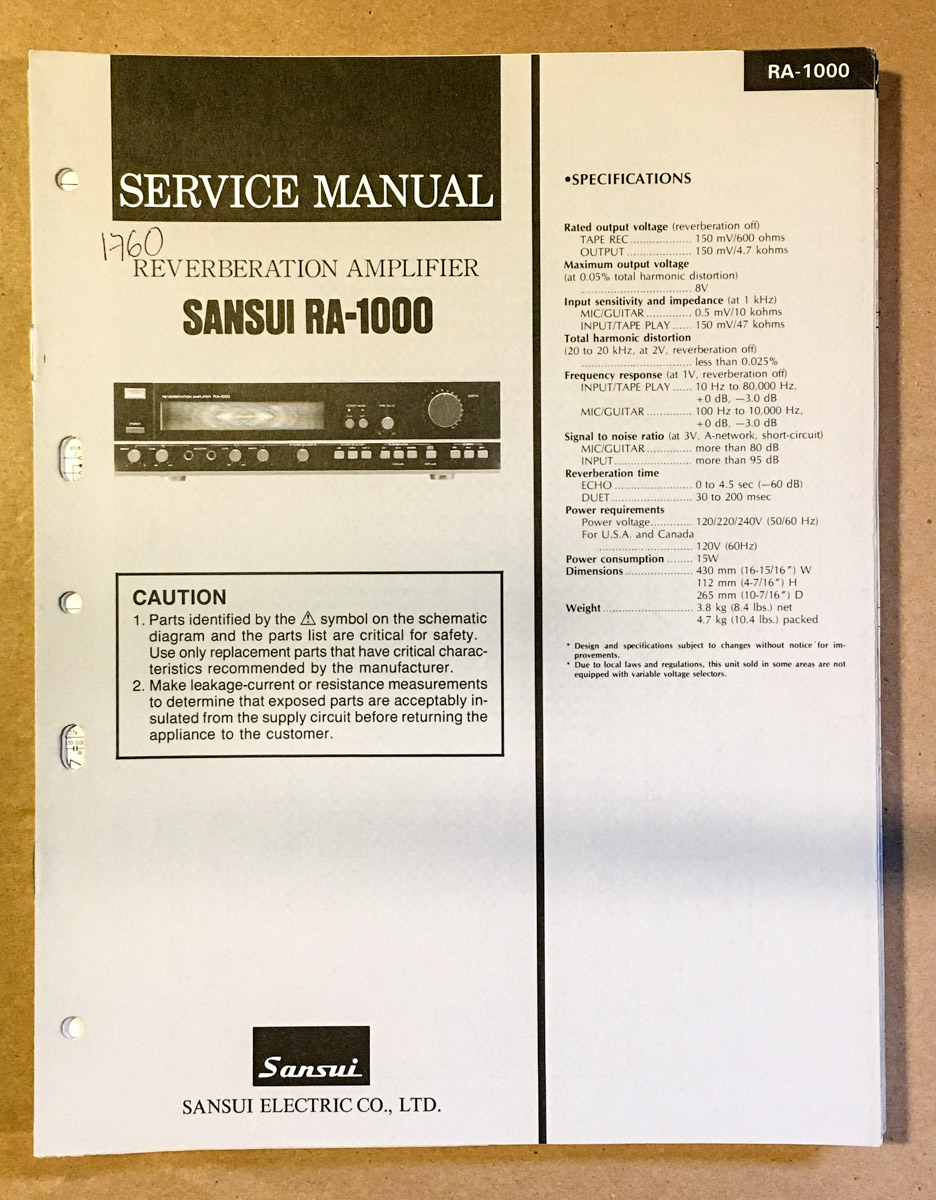 RA-1000
SERVICE MANUAL
1760
REVERBERATION AMPLIFIER
SANSUI RA-1000
REVERBERATION AMPLIFIER RA-1000
CAUTION
1. Parts identified by the ⚠ symbol on the schematic
diagram and the parts list are critical for safety.
Use only replacement parts that have critical charac-
teristics recommended by the manufacturer.
2. Make leakage-current or resistance measurements
to determine that exposed parts are acceptably in-
sulated from the supply circuit before returning the
appliance to the customer.
Sansui
SANSUI ELECTRIC CO., LTD.
•SPECIFICATIONS
Rated output voltage (reverberation off)
TAPE REC................... 150 mV/600 ohms
OUTPUT.................... 150 mV/4.7 kohms
Maximum output voltage
(at 0.05% total harmonic distortion)
.................................. 8V
Input sensitivity and impedance (at 1 kHz)
MIC/GUITAR.............. 0.5 mV/10 kohms
INPUT/TAPE PLAY...... 150 mV/47 kohms
Total harmonic distortion
(20 to 20 kHz, at 2V, reverberation off)
.................................. less than 0.025%
Frequency response (at 1V, reverberation off)
INPUT/TAPE PLAY...... 10 Hz to 80,000 Hz,
+0 dB, −3.0 dB
MIC/GUITAR.............. 100 Hz to 10,000 Hz,
+0 dB, −3.0 dB
Signal to noise ratio (at 3V, A-network, short-circuit)
MIC/GUITAR.............. more than 80 dB
INPUT........................ more than 95 dB
Reverberation time
ECHO........................ 0 to 4.5 sec (−60 dB)
DUET......................... 30 to 200 msec
Power requirements
Power voltage............. 120/220/240V (50/60 Hz)
For U.S.A. and Canada
............................. 120V (60Hz)
Power consumption........ 15W
Dimensions..................... 430 mm (16-15/16″) W
112 mm (4-7/16″) H
265 mm (10-7/16″) D
Weight............................ 3.8 kg (8.4 lbs.) net
4.7 kg (10.4 lbs.) packed
* Design and specifications subject to changes without notice for im-
provements.
* Due to local laws and regulations, this unit sold in some areas are not
equipped with variable voltage selectors.